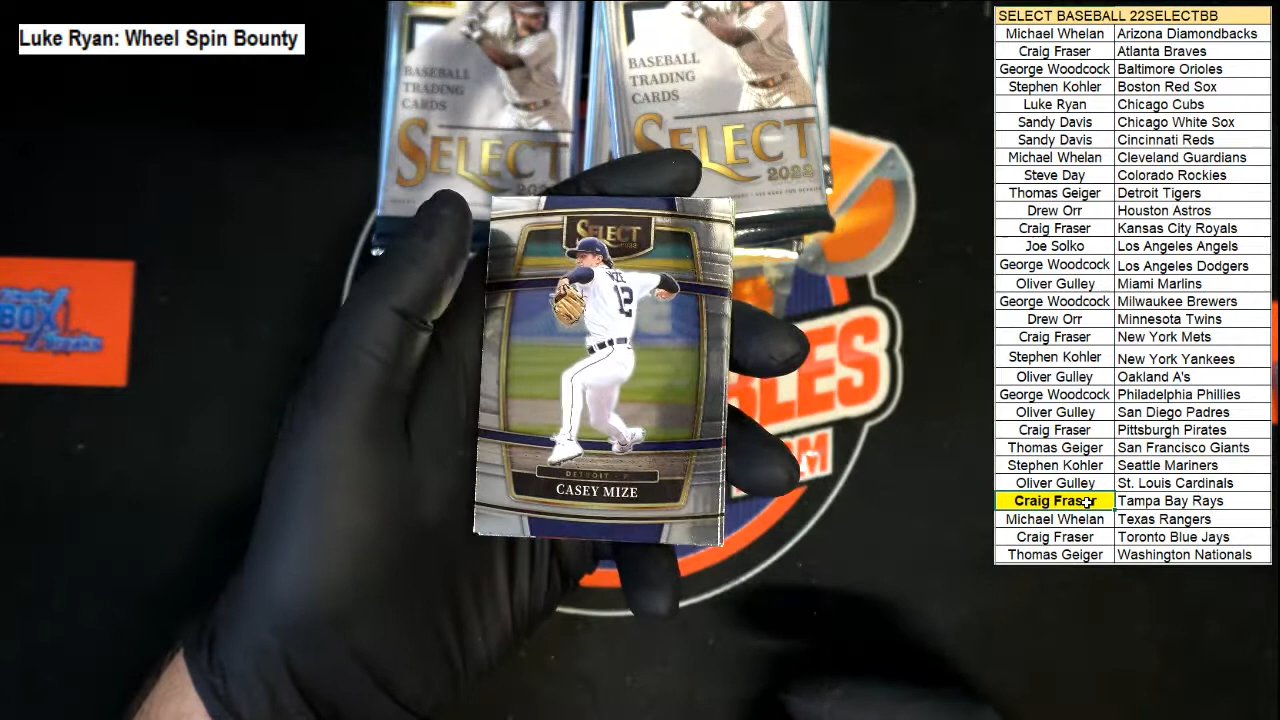 Luke Ryan: Wheel Spin Bounty
SELECT
BASEBALL
TRADING
CARDS
SELECT
BASEBALL
TRADING
CARDS
SELECT
2022
SELECT
MIZE
12
DETROIT
CASEY MIZE
BOX
BLES
SELECT BASEBALL 22SELECTBB
Michael Whelan Arizona Diamondbacks
Craig Fraser Atlanta Braves
George Woodcock Baltimore Orioles
Stephen Kohler Boston Red Sox
Luke Ryan Chicago Cubs
Sandy Davis Chicago White Sox
Sandy Davis Cincinnati Reds
Michael Whelan Cleveland Guardians
Steve Day Colorado Rockies
Thomas Geiger Detroit Tigers
Drew Orr Houston Astros
Craig Fraser Kansas City Royals
Joe Solko Los Angeles Angels
George Woodcock Los Angeles Dodgers
Oliver Gulley Miami Marlins
George Woodcock Milwaukee Brewers
Drew Orr Minnesota Twins
Craig Fraser New York Mets
Stephen Kohler New York Yankees
Oliver Gulley Oakland A's
George Woodcock Philadelphia Phillies
Oliver Gulley San Diego Padres
Craig Fraser Pittsburgh Pirates
Thomas Geiger San Francisco Giants
Stephen Kohler Seattle Mariners
Oliver Gulley St. Louis Cardinals
Craig Fraser Tampa Bay Rays
Michael Whelan Texas Rangers
Craig Fraser Toronto Blue Jays
Thomas Geiger Washington Nationals